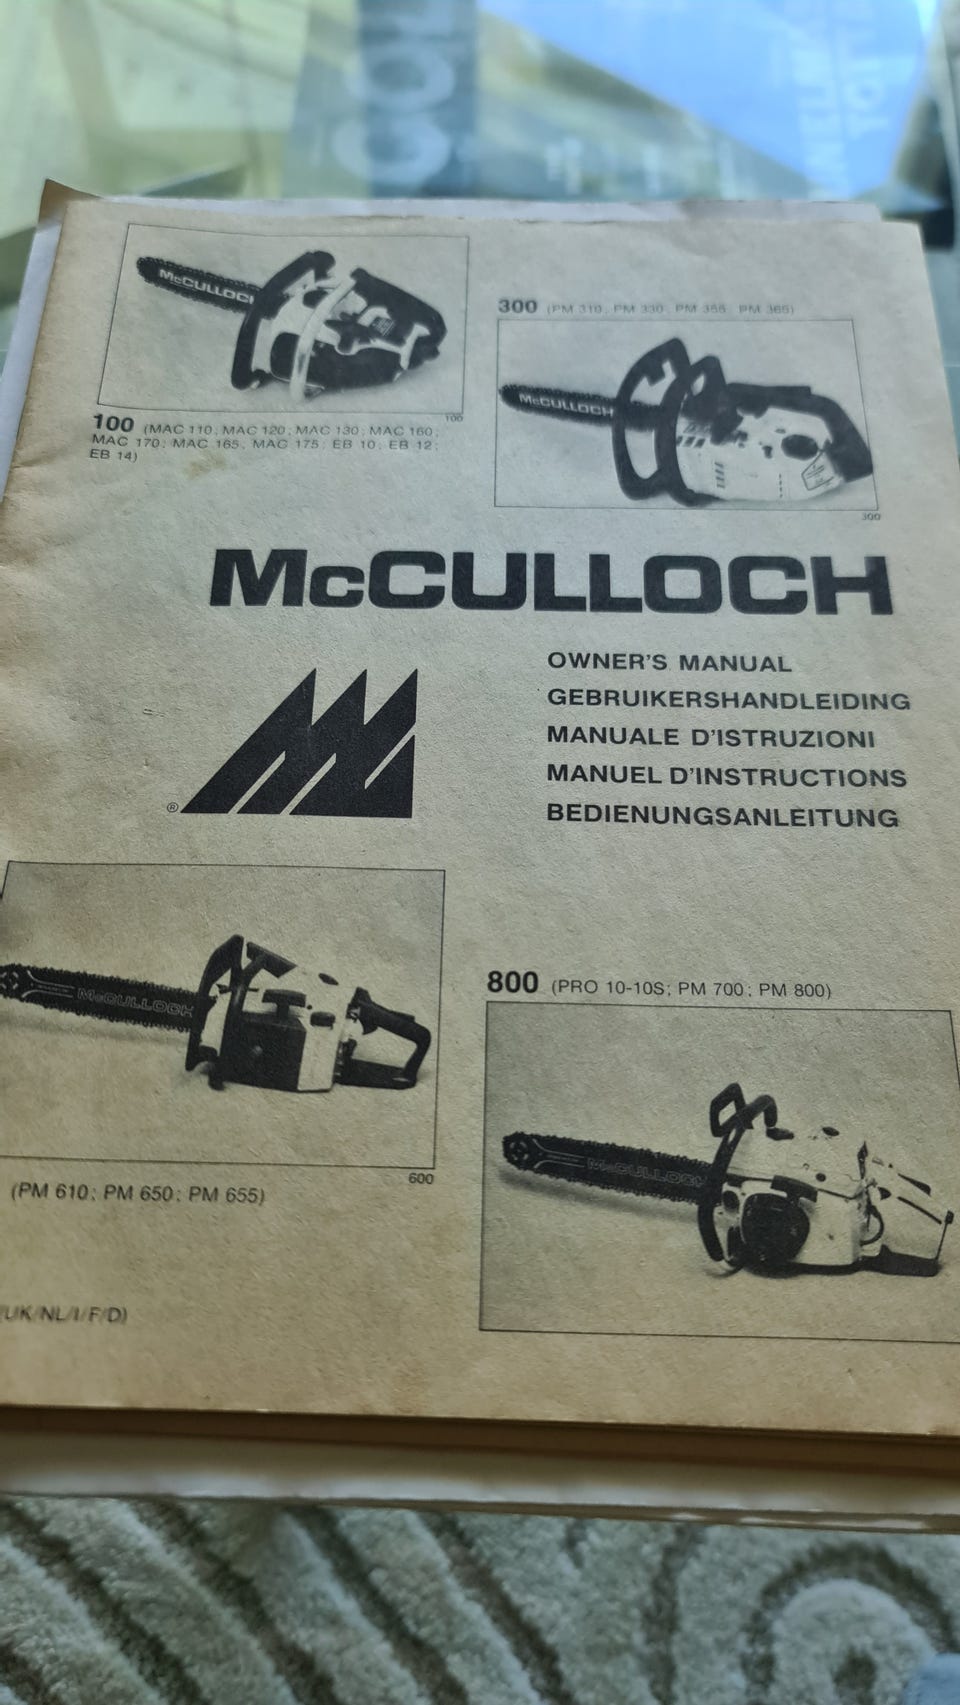 McCULLOCH
100
100 (MAC 110; MAC 120; MAC 130; MAC 160;
MAC 170; MAC 165; MAC 175; EB 10; EB 12;
EB 14)
300 (PM 310; PM 330; PM 355; PM 365)
McCULLOCH
300
McCULLOCH
®
OWNER'S MANUAL
GEBRUIKERSHANDLEIDING
MANUALE D'ISTRUZIONI
MANUEL D'INSTRUCTIONS
BEDIENUNGSANLEITUNG
McCULLOCH
600
(PM 610; PM 650; PM 655)
800 (PRO 10-10S; PM 700; PM 800)
McCULLOCH
(UK/NL/I/F/D)